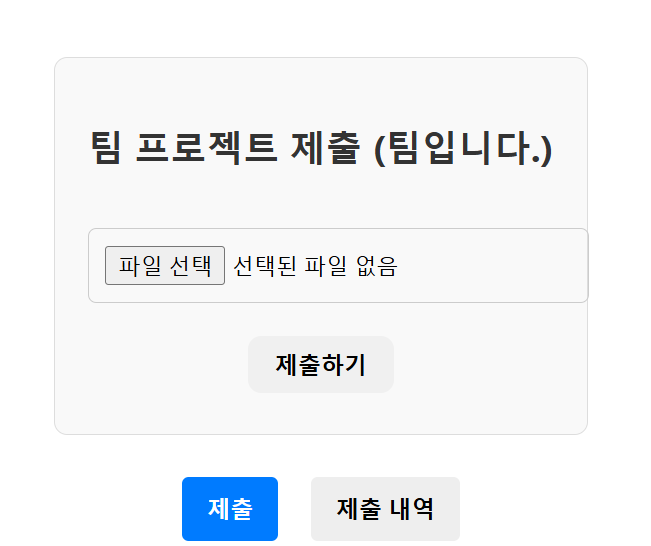 팀 프로젝트 제출 (팀입니다.)
파일 선택 선택된 파일 없음
제출하기
제출 제출 내역